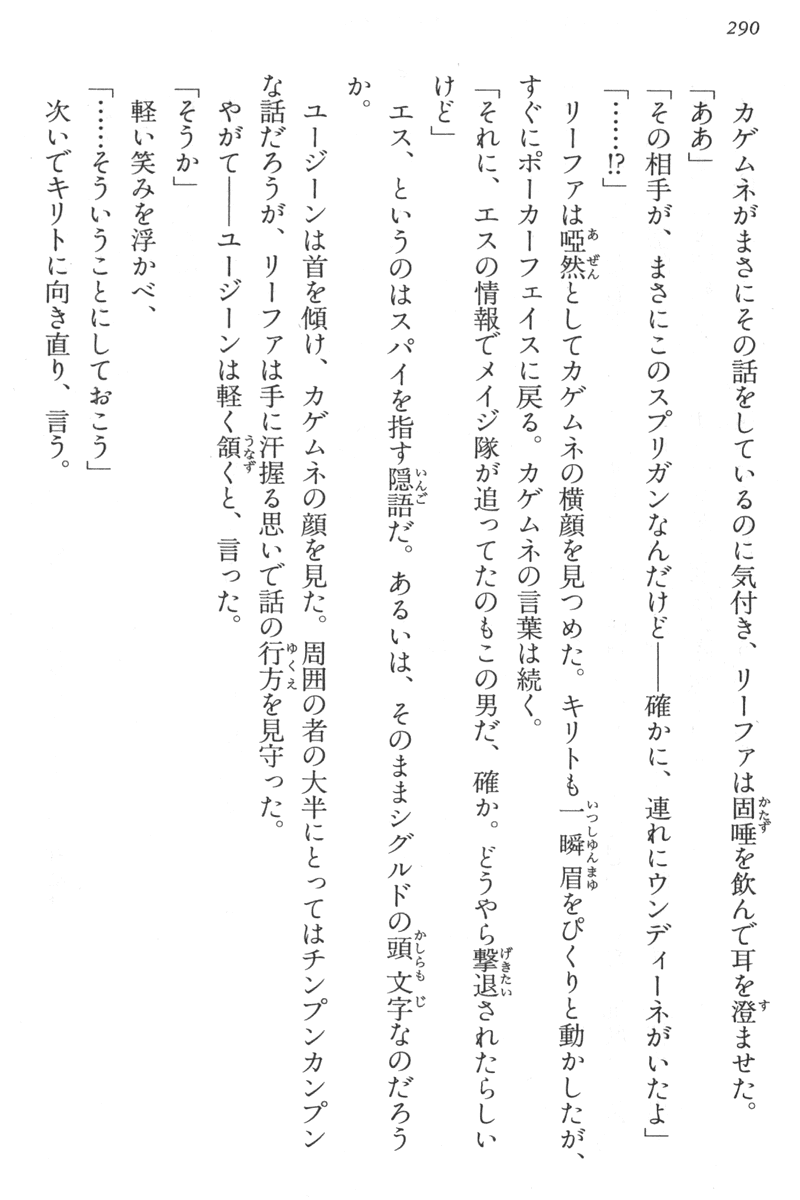 290
カゲムネがまさにその話をしているのに気付き、リーファは固唾を飲んで耳を澄ませた。
「ああ」
「その相手が、まさにこのスプリガンなんだけど――確かに、連れにウンディーネがいたよ」
「……!?」
リーファは啞然としてカゲムネの横顔を見つめた。キリトも一瞬眉をぴくりと動かしたが、
すぐにポーカーフェイスに戻る。カゲムネの言葉は続く。
「それに、エスの情報でメイジ隊が追ってたのもこの男だ、確か。どうやら撃退されたらしい
けど」
エス、というのはスパイを指す隠語だ。あるいは、そのままシグルドの頭文字なのだろう
か。
ユージーンは首を傾け、カゲムネの顔を見た。周囲の者の大半にとってはチンプンカンプン
な話だろうが、リーファは手に汗握る思いで話の行方を見守った。
やがて――ユージーンは軽く頷くと、言った。
「そうか」
軽い笑みを浮かべ、
「……そういうことにしておこう」
次いでキリトに向き直り、言う。